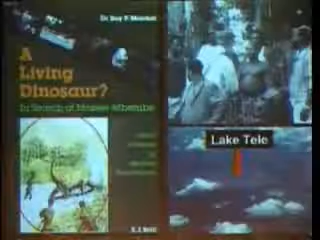 Dr. Roy P. Mackal
A
Living
Dinosaur?
In Search of Mokele-Mbembe
E. J. Brill
Lake Tele